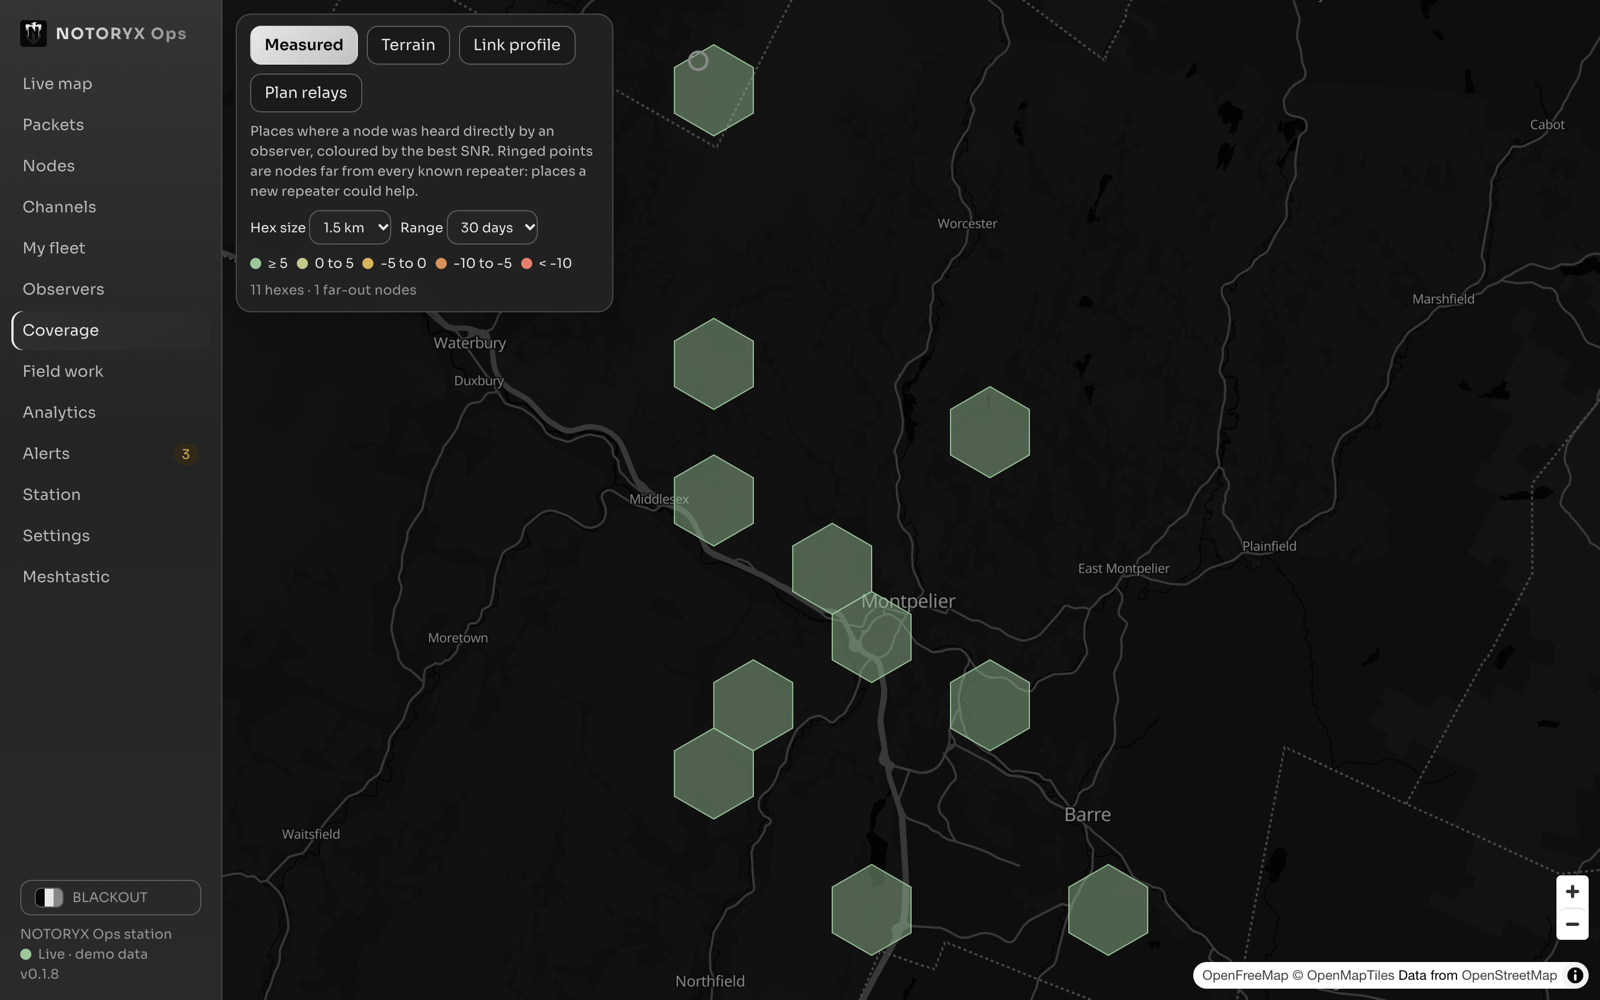 NOTORYX Ops
Live map
Packets
Nodes
Channels
My fleet
Observers
Coverage
Field work
Analytics
Alerts 3
Station
Settings
Meshtastic
BLACKOUT
NOTORYX Ops station
Live · demo data
v0.1.8
Measured Terrain Link profile
Plan relays
Places where a node was heard directly by an
observer, coloured by the best SNR. Ringed points
are nodes far from every known repeater: places a
new repeater could help.
Hex size 1.5 km Range 30 days
≥ 5 0 to 5 -5 to 0 -10 to -5 < -10
11 hexes · 1 far-out nodes
Cabot
Worcester
Marshfield
Waterbury
Duxbury
Middlesex
Plainfield
East Montpelier
Montpelier
Moretown
Barre
Waitsfield
Northfield
+
−
OpenFreeMap © OpenMapTiles Data from OpenStreetMap